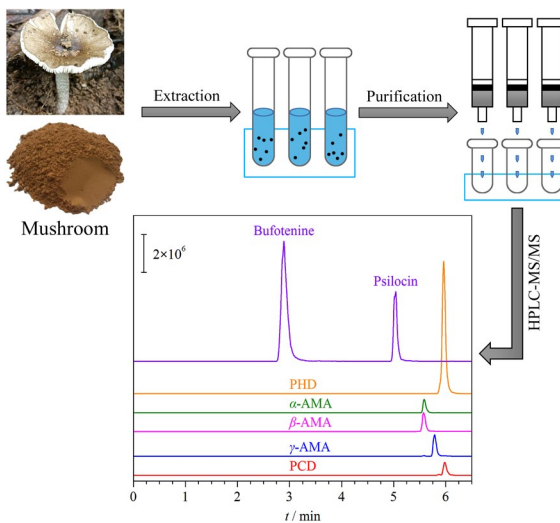 Extraction
Purification
Mushroom
HPLC-MS/MS
2×10⁶
Bufotenine
Psilocin
PHD
α-AMA
β-AMA
γ-AMA
PCD
0 1 2 3 4 5 6
t / min